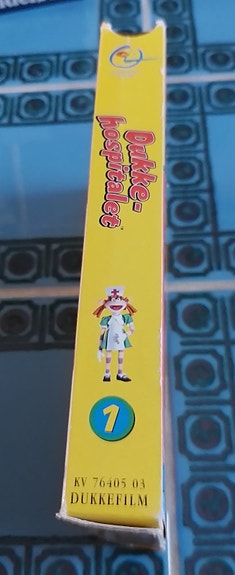 Dukke-
hospitalet
1
KV 76405 03
DUKKEFILM